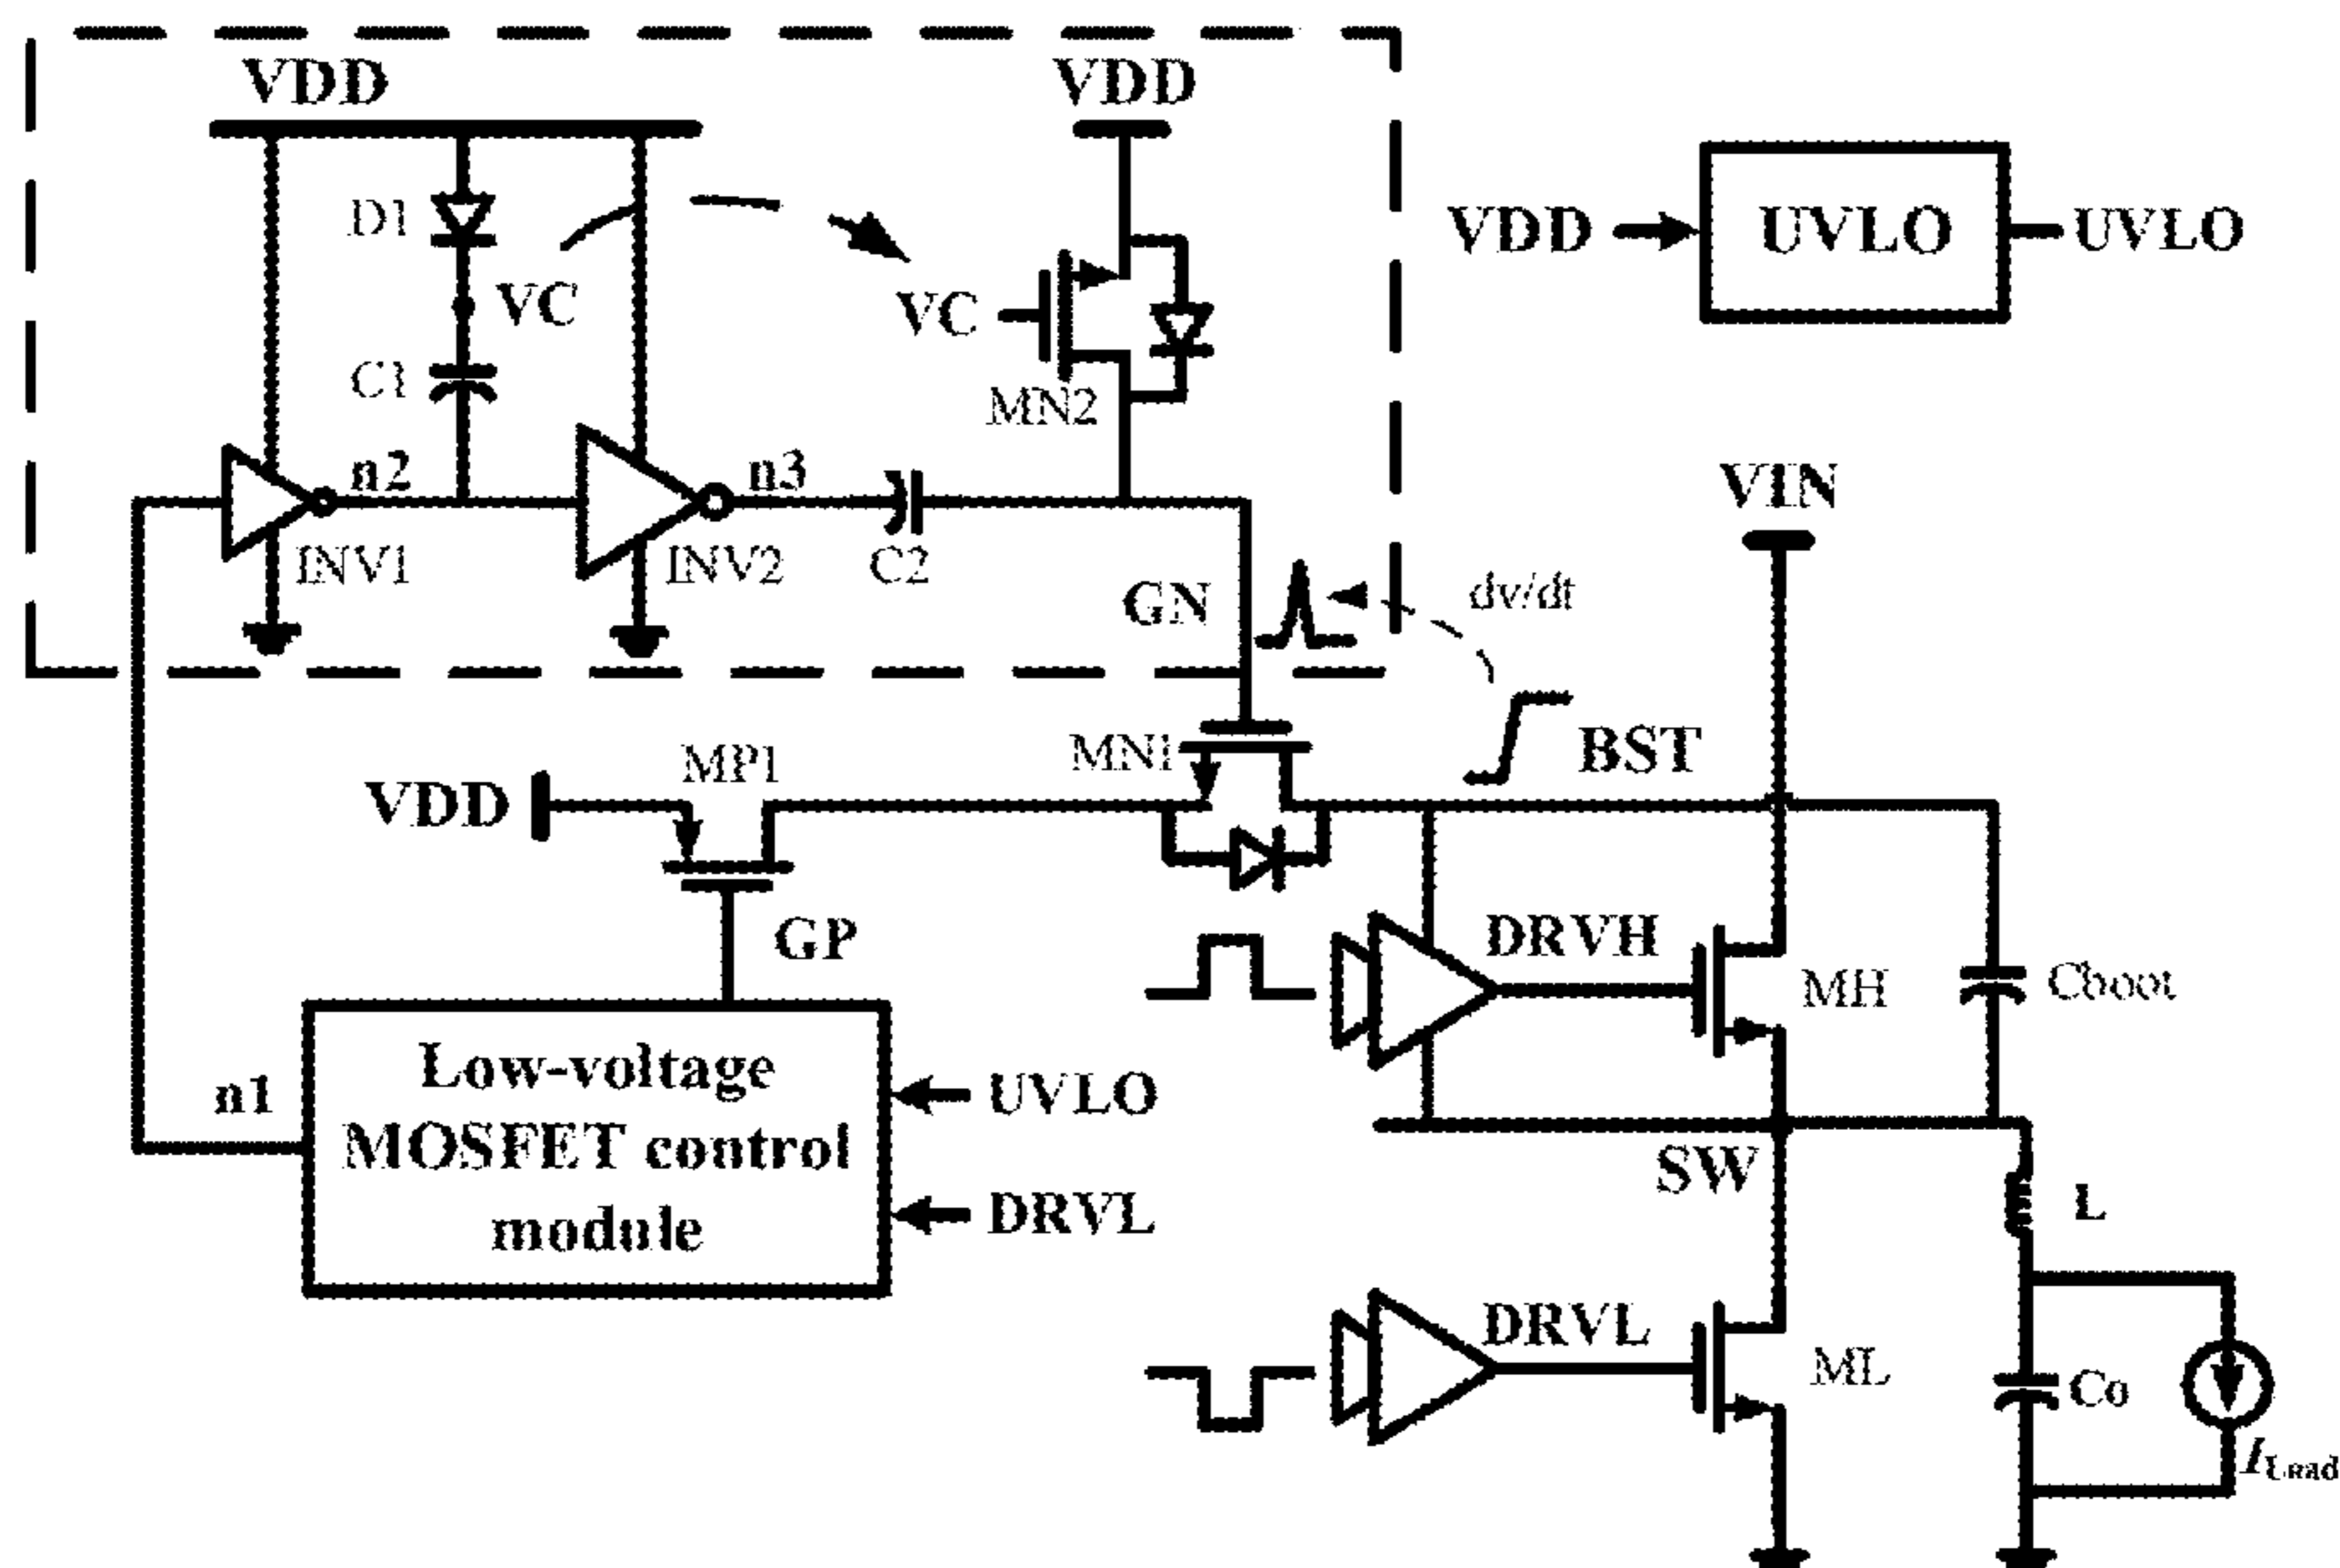 VDD
VDD
D1
VDD
UVLO
UVLO
VC
VC
C1
MN2
n2
n3
VIN
INV1
INV2
C2
GN
dv/dt
MP1
MN1
BST
VDD
GP
DRVH
MH
Cboot
Low-voltage
MOSFET control
module
n1
UVLO
DRVL
SW
L
DRVL
ML
Co
ILoad